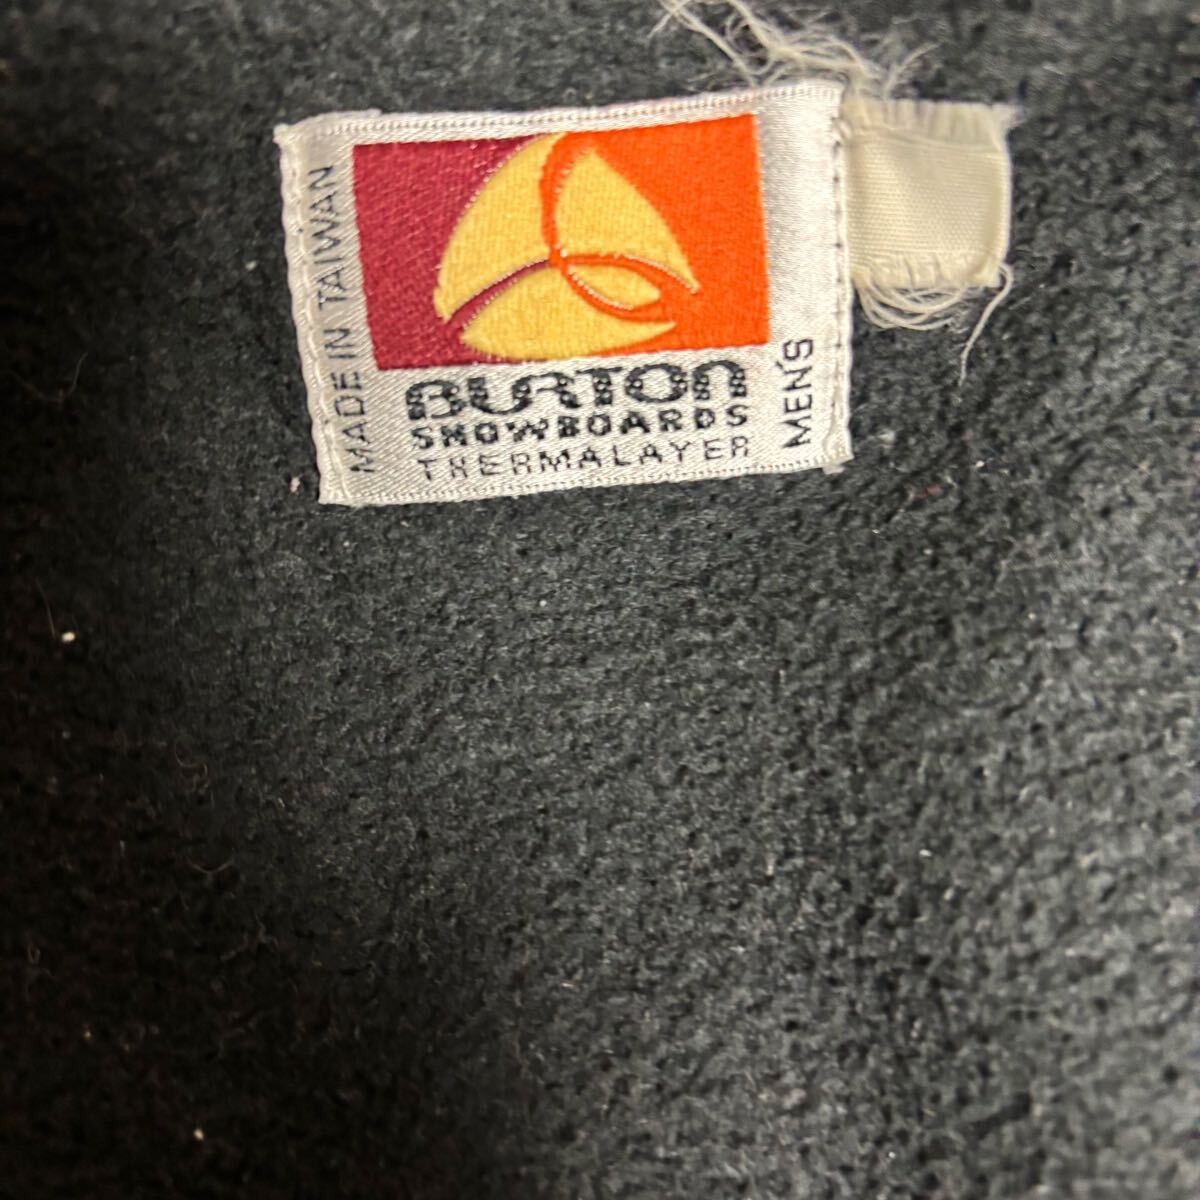 MADE IN TAIWAN
BURTON
SNOWBOARDS
THERMALAYER
MEN'S